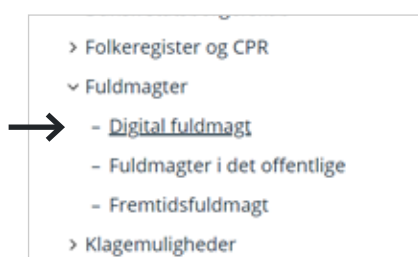 > Folkeregister og CPR
Fuldmagter
– Digital fuldmagt
– Fuldmagter i det offentlige
– Fremtidsfuldmagt
> Klagemuligheder